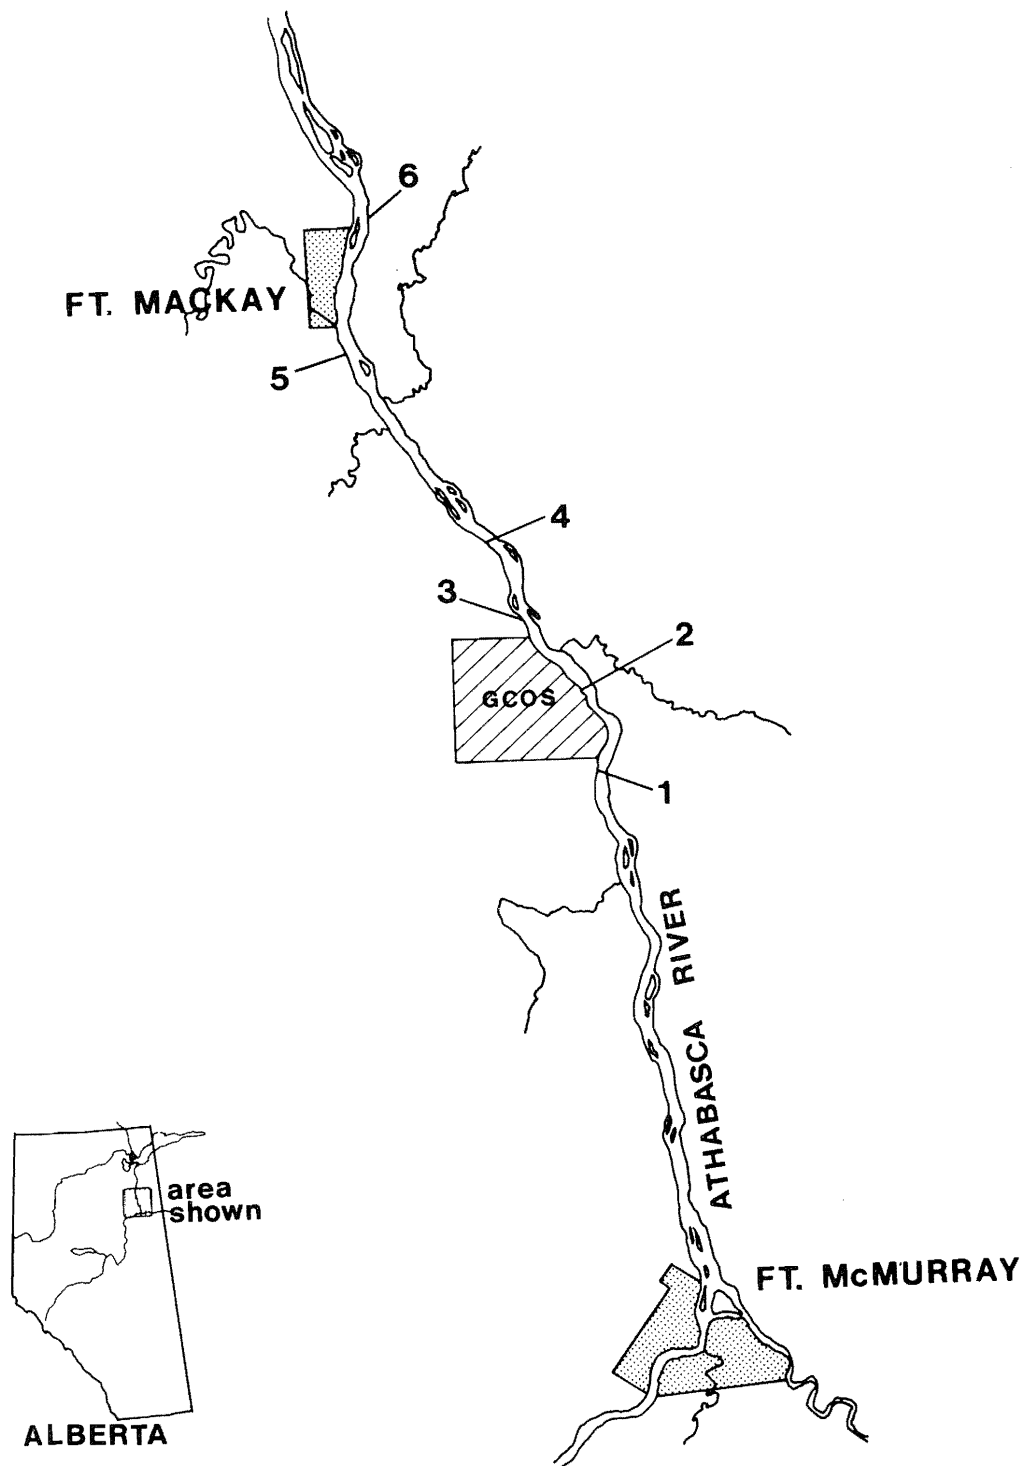 6
FT. MACKAY
5
4
3
2
GCOS
1
ATHABASCA RIVER
area
shown
FT. McMURRAY
ALBERTA